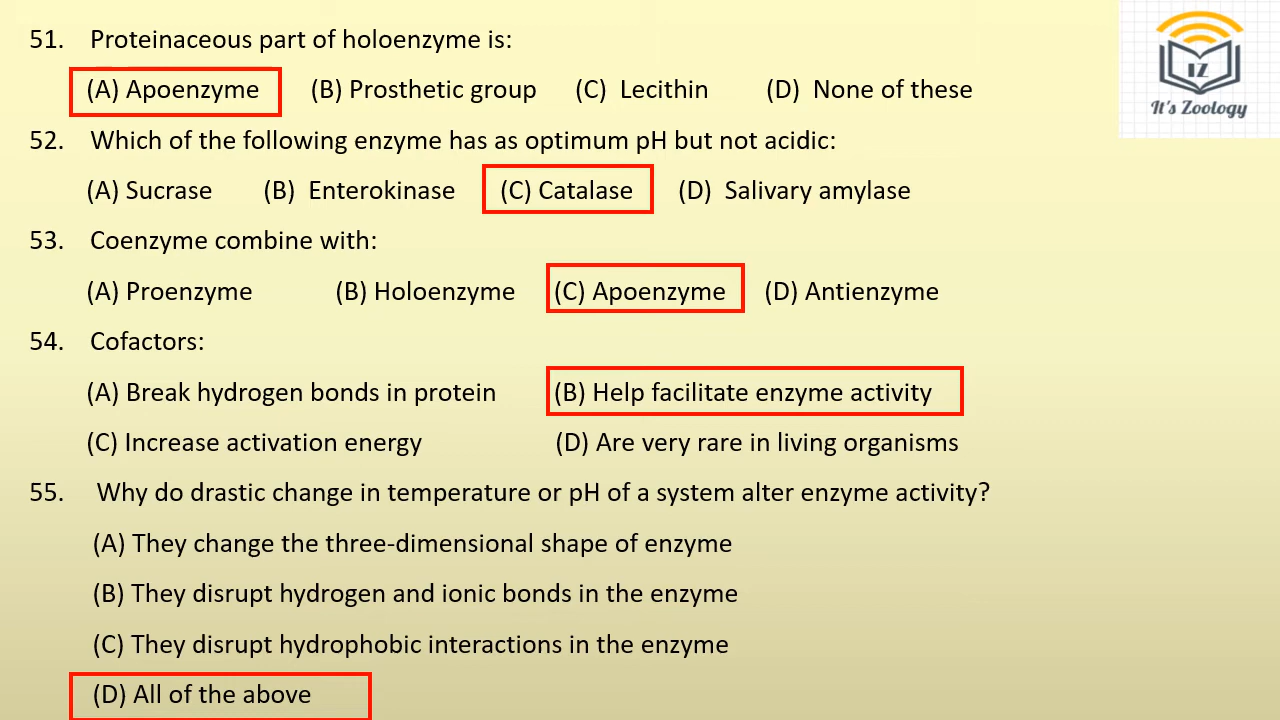 51. Proteinaceous part of holoenzyme is:
(A) Apoenzyme (B) Prosthetic group (C) Lecithin (D) None of these
52. Which of the following enzyme has as optimum pH but not acidic:
(A) Sucrase (B) Enterokinase (C) Catalase (D) Salivary amylase
53. Coenzyme combine with:
(A) Proenzyme (B) Holoenzyme (C) Apoenzyme (D) Antienzyme
54. Cofactors:
(A) Break hydrogen bonds in protein (B) Help facilitate enzyme activity
(C) Increase activation energy (D) Are very rare in living organisms
55. Why do drastic change in temperature or pH of a system alter enzyme activity?
(A) They change the three-dimensional shape of enzyme
(B) They disrupt hydrogen and ionic bonds in the enzyme
(C) They disrupt hydrophobic interactions in the enzyme
(D) All of the above
IZ
It's Zoology